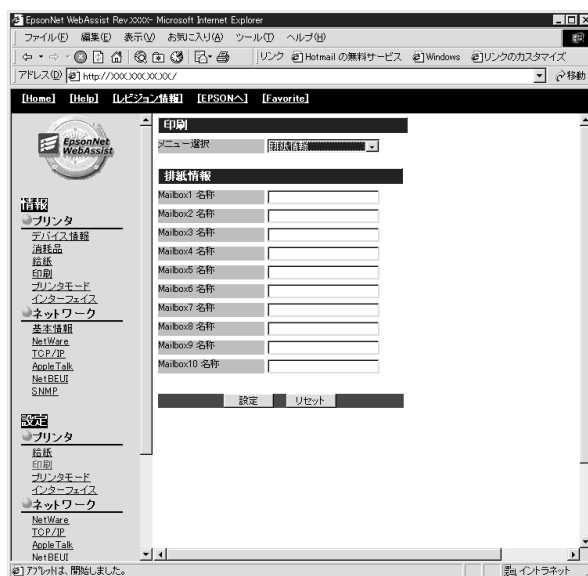 EpsonNet WebAssist Rev.XXXX- Microsoft Internet Explorer
ファイル(F) 編集(E) 表示(V) お気に入り(A) ツール(T) ヘルプ(H)
リンク Hotmail の無料サービス Windows リンクのカスタマイズ
アドレス(D) http://XXX.XXX.XX.XX/ 移動
[Home] [Help] [レビジョン情報] [EPSONへ] [Favorite]
EpsonNet
WebAssist
情報
プリンタ
デバイス情報
消耗品
給紙
印刷
プリンタモード
インターフェイス
ネットワーク
基本情報
NetWare
TCP/IP
AppleTalk
NetBEUI
SNMP
設定
プリンタ
給紙
印刷
プリンタモード
インターフェイス
ネットワーク
NetWare
TCP/IP
AppleTalk
NetBEUI
印刷
メニュー選択 排紙情報
排紙情報
Mailbox1 名称
Mailbox2 名称
Mailbox3 名称
Mailbox4 名称
Mailbox5 名称
Mailbox6 名称
Mailbox7 名称
Mailbox8 名称
Mailbox9 名称
Mailbox10 名称
設定 リセット
アプレットは、開始しました。 イントラネット